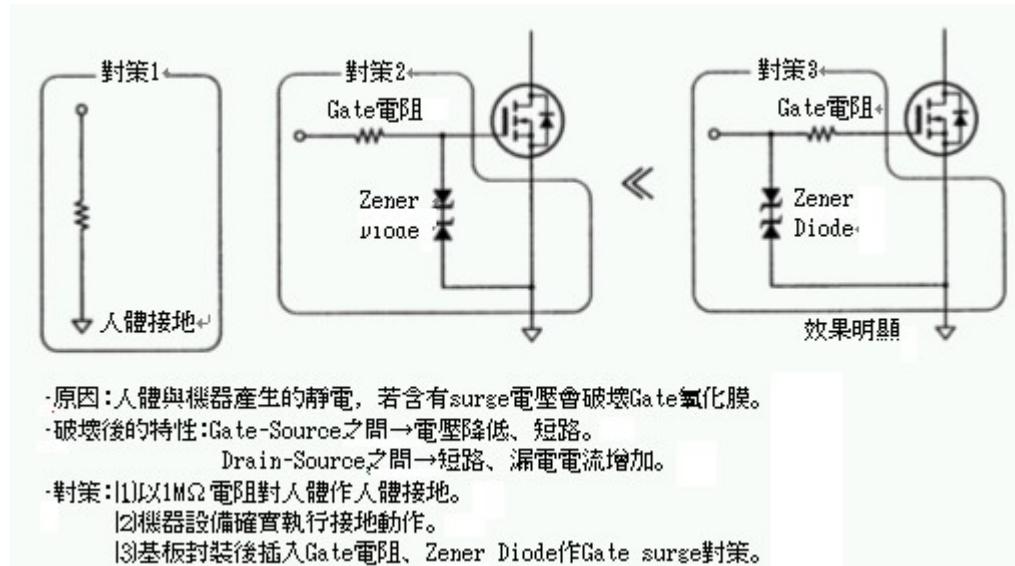 對策1
對策2
對策3
Gate電阻
Gate電阻
Zener
Diode
Zener
Diode
≪
人體接地
效果明顯
·原因:人體與機器產生的靜電, 若含有surge電壓會破壞Gate氧化膜。
·破壞後的特性:Gate-Source之間→電壓降低、短路。
Drain-Source之間→短路、漏電電流增加。
·對策:(1)以1MΩ電阻對人體作人體接地。
(2)機器設備確實執行接地動作。
(3)基板封裝後插入Gate電阻、Zener Diode作Gate surge對策。